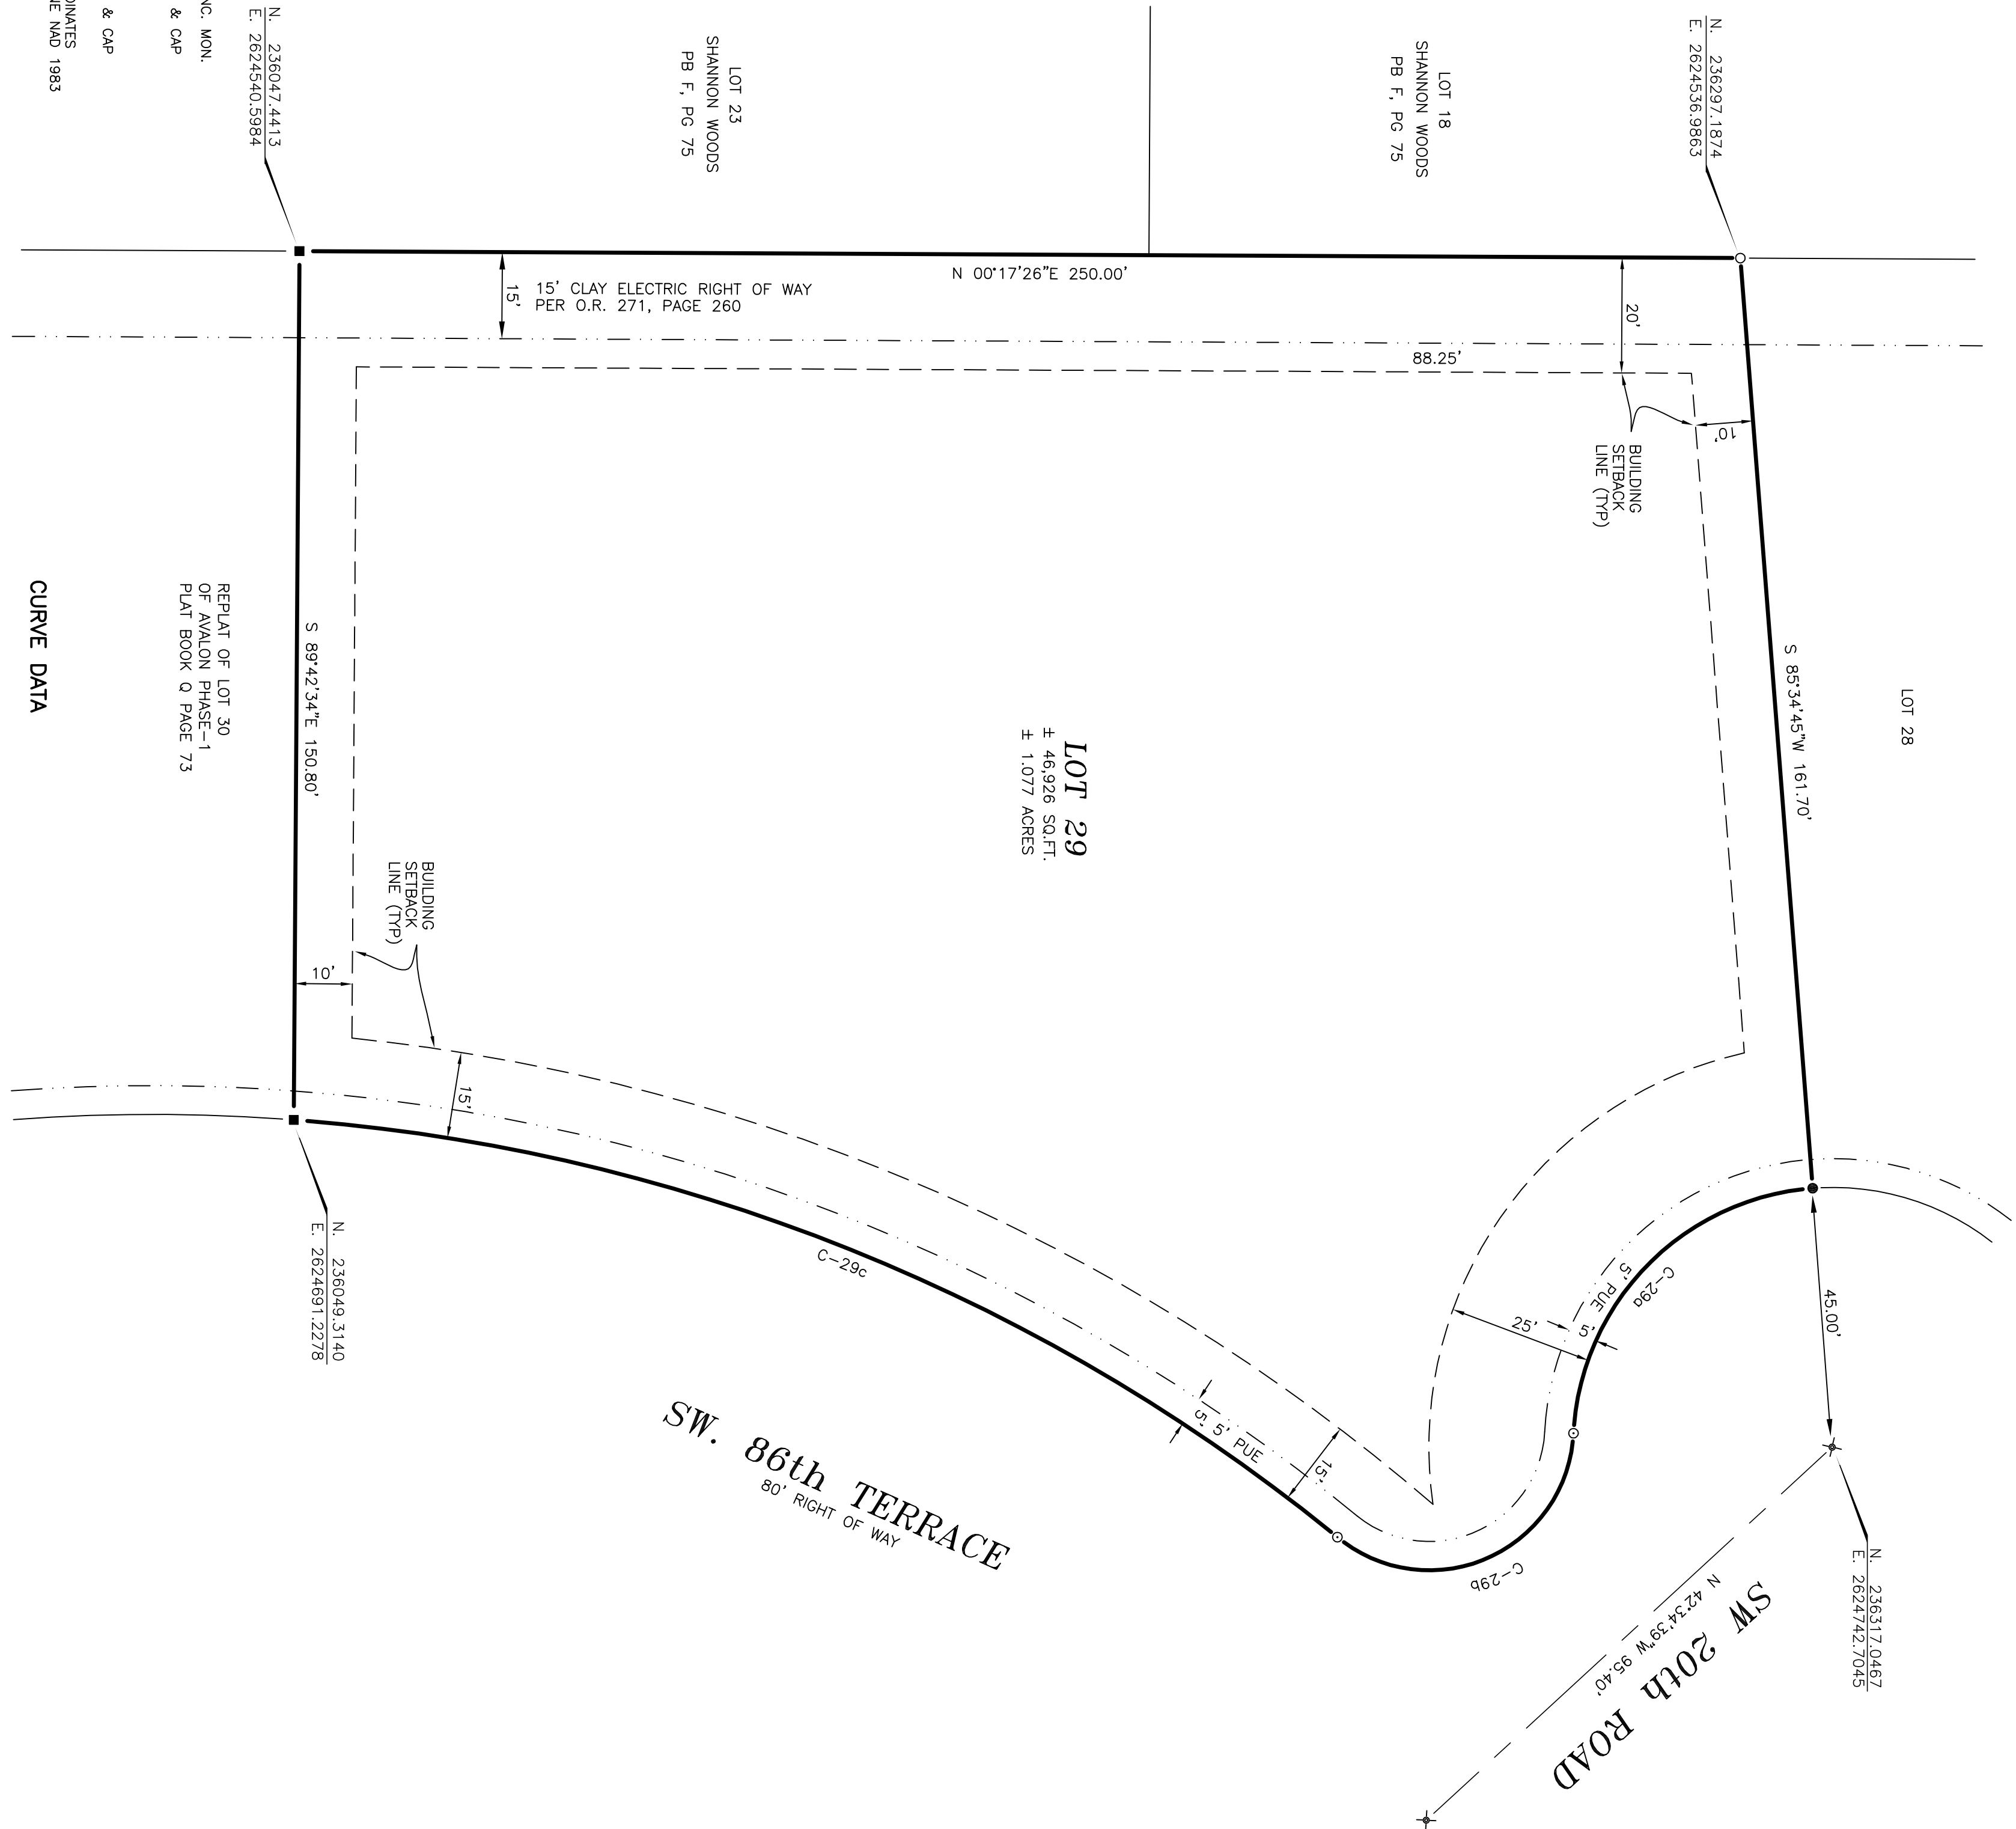 N. 236297.1874
E. 2624536.9863
LOT 18
SHANNON WOODS
PB F, PG 75
LOT 23
SHANNON WOODS
PB F, PG 75
N. 236047.4413
E. 2624540.5984
NC. MON.
& CAP
& CAP
DINATES
NE NAD 1983
N 00°17'26"E 250.00'
15'
15' CLAY ELECTRIC RIGHT OF WAY
PER O.R. 271, PAGE 260
20'
88.25'
10'
BUILDING
SETBACK
LINE (TYP)
LOT 28
S 85°34'45"W 161.70'
LOT 29
± 46,926 SQ.FT.
± 1.077 ACRES
S 89°42'34"E 150.80'
REPLAT OF LOT 30
OF AVALON PHASE-1
PLAT BOOK Q PAGE 73
CURVE DATA
BUILDING
SETBACK
LINE (TYP)
10'
15'
N. 236049.3140
E. 2624691.2278
C-29c
SW. 86th TERRACE
80' RIGHT OF WAY
5'
5' PUE
15'
25'
5'
5' PUE
C-29a
45.00'
C-29b
N. 236317.0467
E. 2624742.7045
N 42°34'39"W 95.40'
SW 20th ROAD